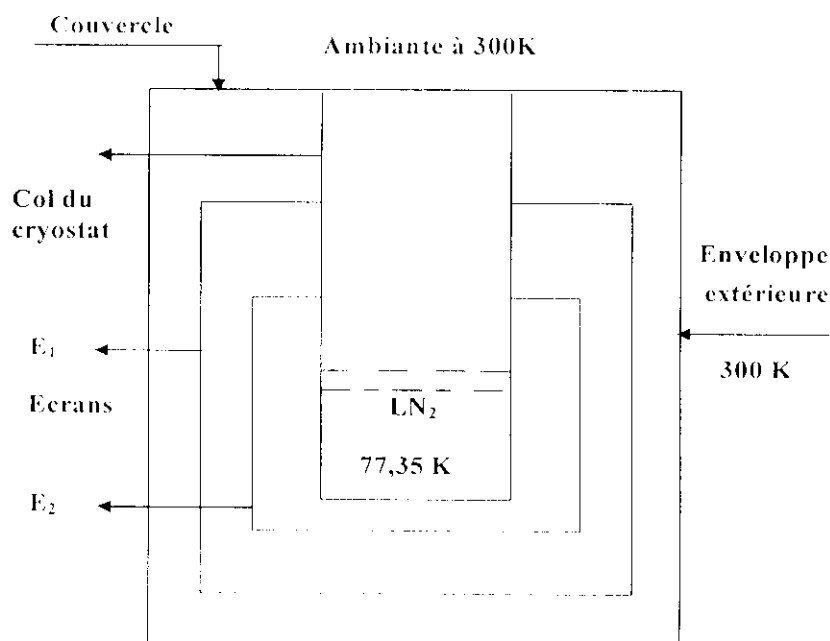 Couvercle
Ambiante à 300K
Col du
cryostat
Enveloppe
extérieure
E₁
300 K
Ecrans
LN₂
77,35 K
E₂